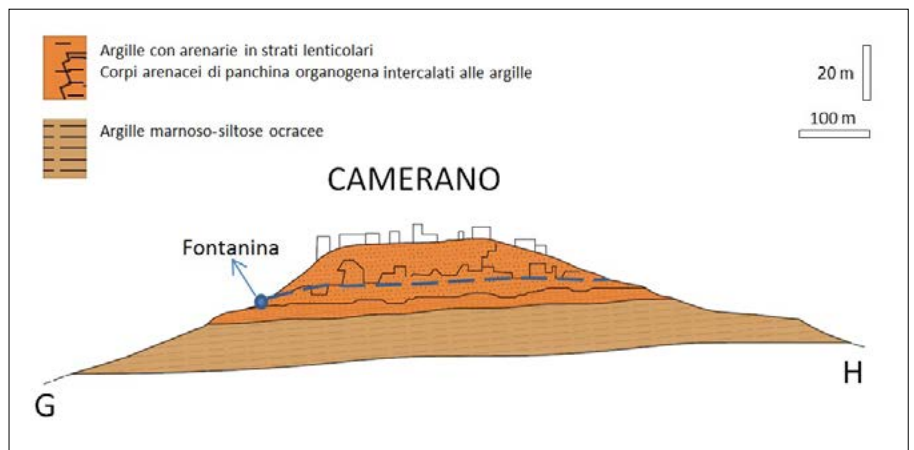 Argille con arenarie in strati lenticolari
Corpi arenacei di panchina organogena intercalati alle argille
20 m
Argille marnoso-siltose ocracee
100 m
CAMERANO
Fontanina
G
H